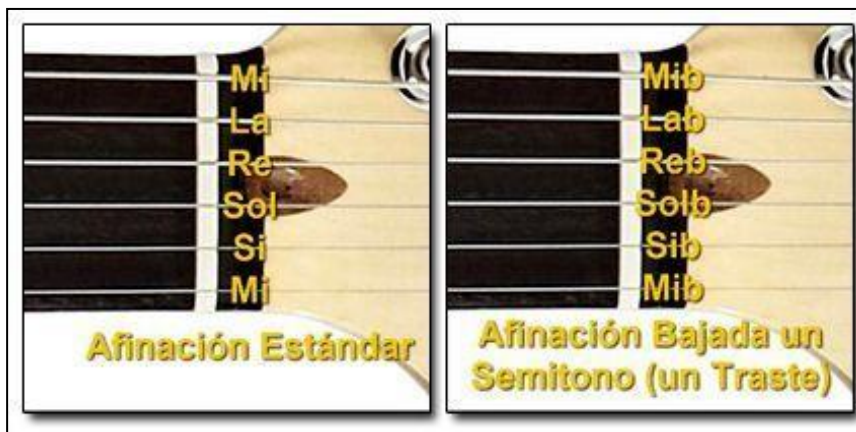 Mi
La
Re
Sol
Si
Mi
Afinación Estándar
Mib
Lab
Reb
Solb
Sib
Mib
Afinación Bajada un
Semitono (un Traste)